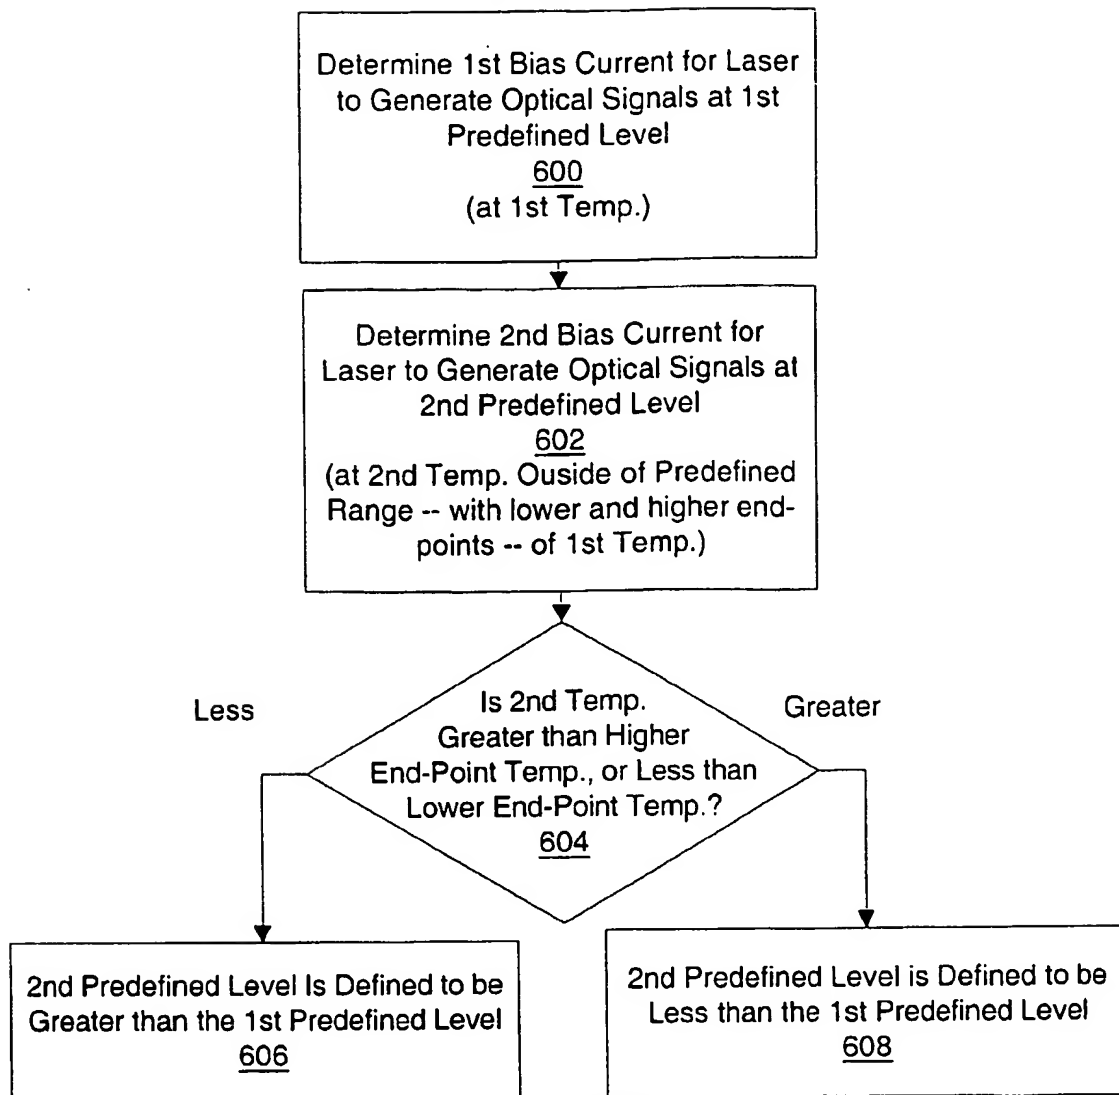 Determine 1st Bias Current for Laser
to Generate Optical Signals at 1st
Predefined Level
600
(at 1st Temp.)
Determine 2nd Bias Current for
Laser to Generate Optical Signals at
2nd Predefined Level
602
(at 2nd Temp. Ouside of Predefined
Range -- with lower and higher end-
points -- of 1st Temp.)
Less
Greater
Is 2nd Temp.
Greater than Higher
End-Point Temp., or Less than
Lower End-Point Temp.?
604
2nd Predefined Level Is Defined to be
Greater than the 1st Predefined Level
606
2nd Predefined Level is Defined to be
Less than the 1st Predefined Level
608